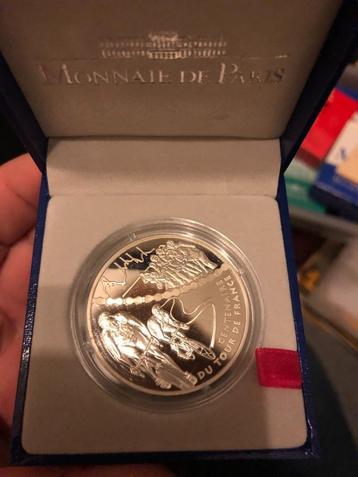 MONNAIE DE PARIS
CENTENAIRE
DU TOUR DE FRANCE